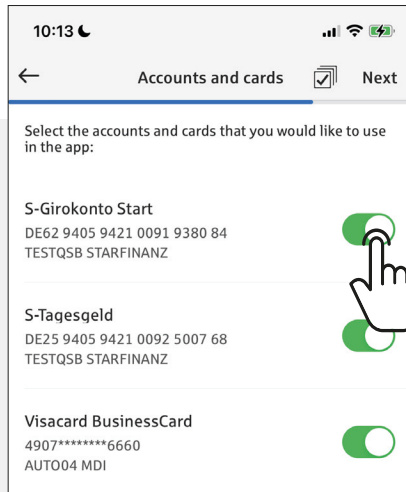 10:13
Accounts and cards
Next
Select the accounts and cards that you would like to use
in the app:
S-Girokonto Start
DE62 9405 9421 0091 9380 84
TESTQSB STARFINANZ
S-Tagesgeld
DE25 9405 9421 0092 5007 68
TESTQSB STARFINANZ
Visacard BusinessCard
4907********6660
AUTO04 MDI